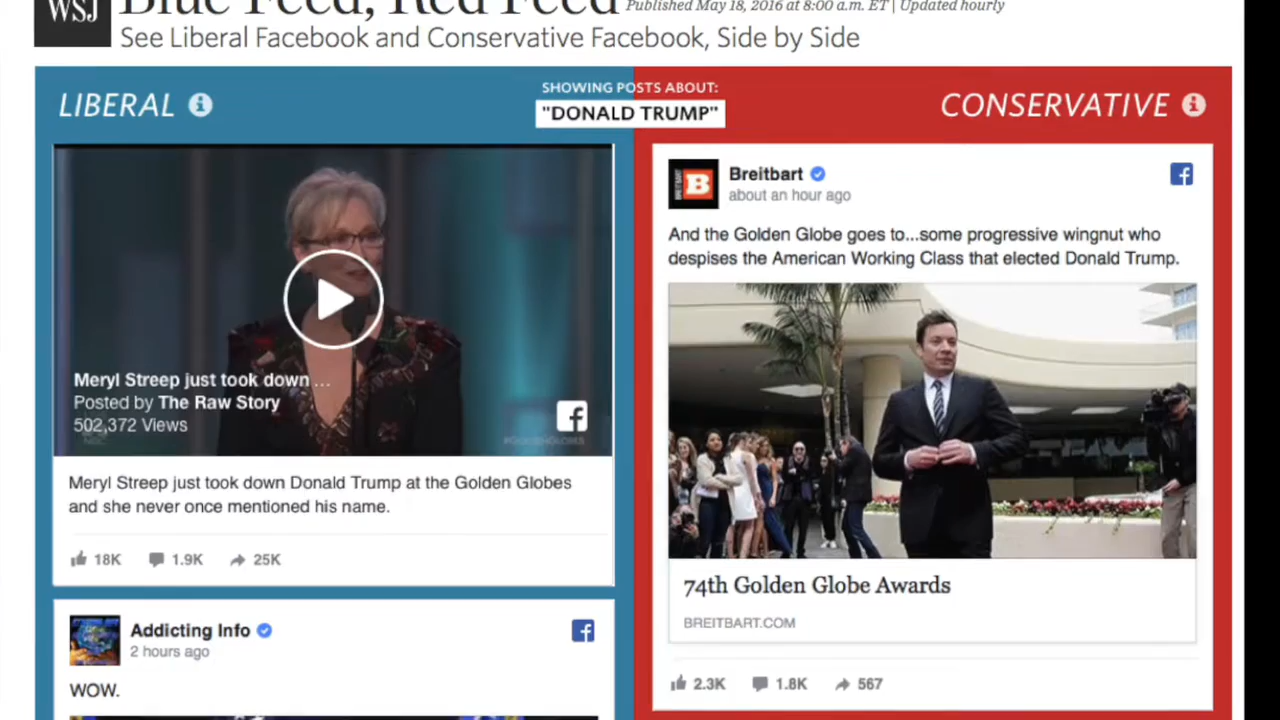 WSJ
Blue Feed, Red Feed
Published May 18, 2016 at 8:00 a.m. ET | Updated hourly
See Liberal Facebook and Conservative Facebook, Side by Side
LIBERAL
SHOWING POSTS ABOUT:
"DONALD TRUMP"
CONSERVATIVE
Meryl Streep just took down ...
Posted by The Raw Story
502,372 Views
Meryl Streep just took down Donald Trump at the Golden Globes
and she never once mentioned his name.
18K 1.9K 25K
Addicting Info
2 hours ago
WOW.
B
BREITBART
Breitbart
about an hour ago
And the Golden Globe goes to...some progressive wingnut who
despises the American Working Class that elected Donald Trump.
74th Golden Globe Awards
BREITBART.COM
2.3K 1.8K 567